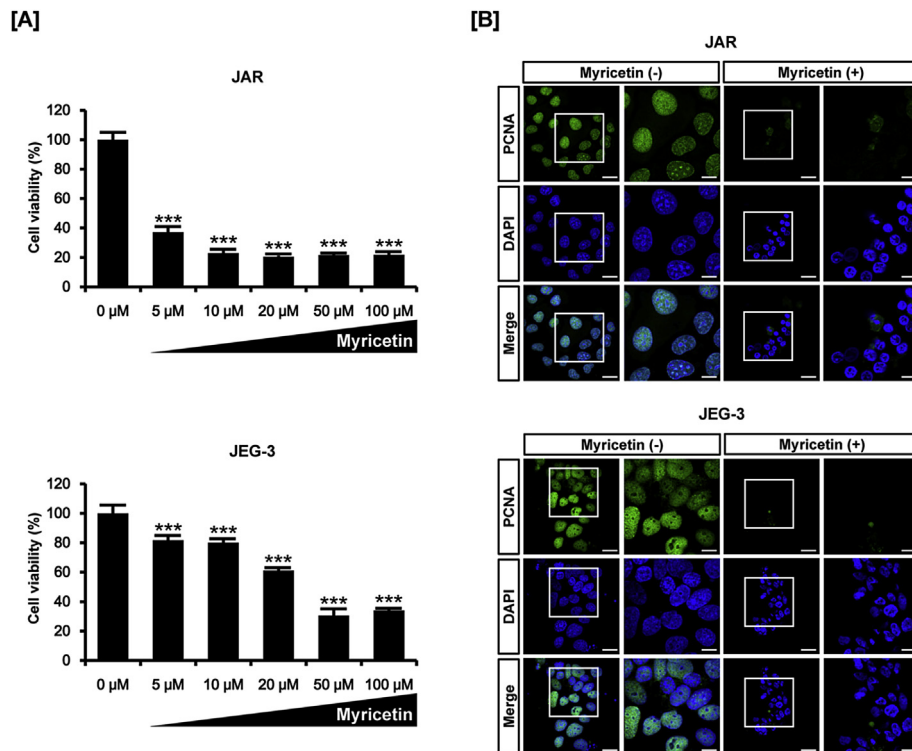 [A]
JAR
Cell viability (%)
120
100
80
60
40
20
0
*** *** *** *** ***
0 µM 5 µM 10 µM 20 µM 50 µM 100 µM
Myricetin
JEG-3
Cell viability (%)
120
100
80
60
40
20
0
*** *** *** *** ***
0 µM 5 µM 10 µM 20 µM 50 µM 100 µM
Myricetin
[B]
JAR
Myricetin (-) Myricetin (+)
PCNA
DAPI
Merge
JEG-3
Myricetin (-) Myricetin (+)
PCNA
DAPI
Merge